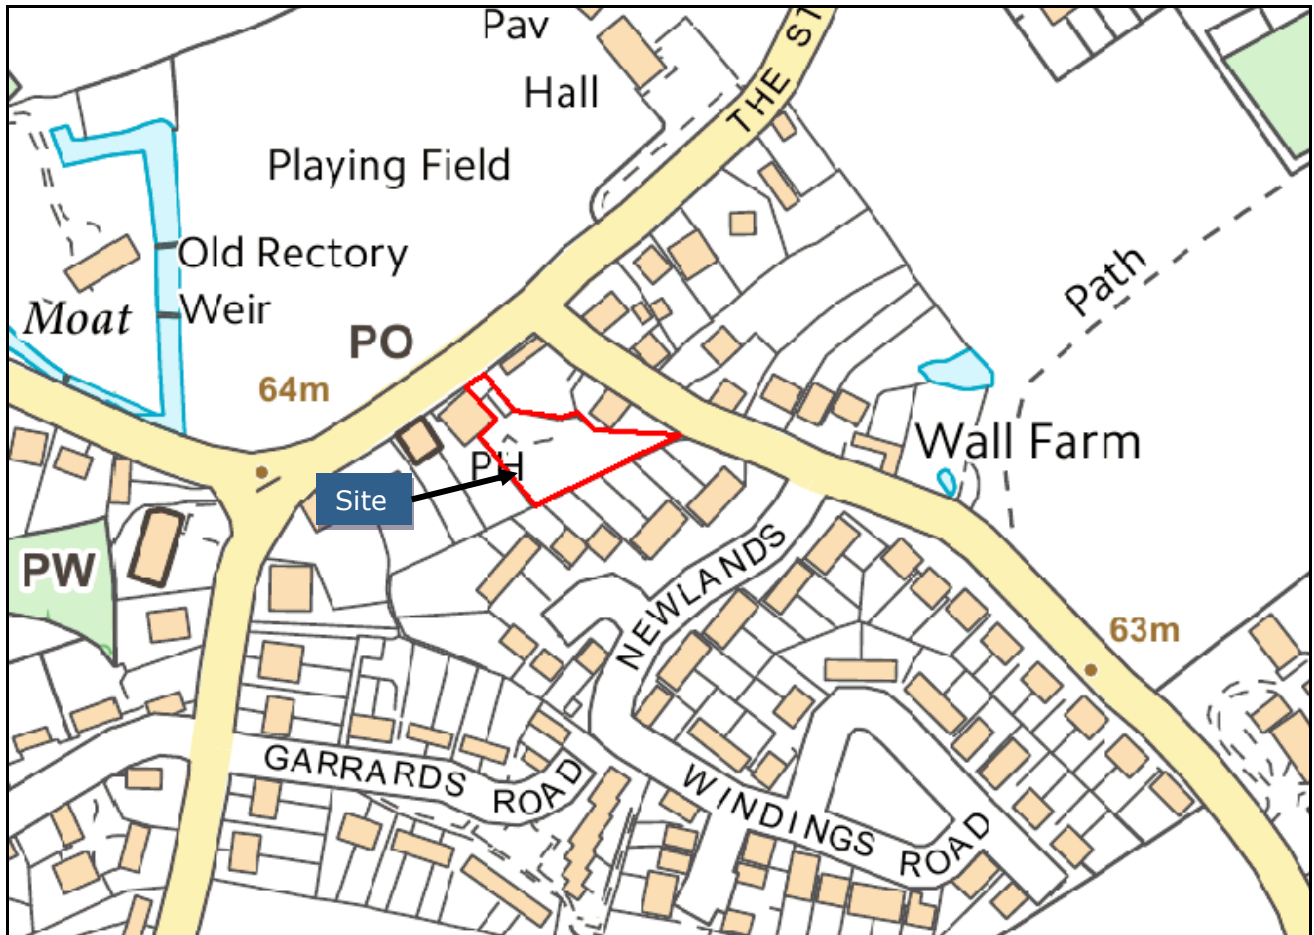 Pav
Hall
THE ST
Playing Field
Old Rectory
Weir
Moat
PO
64m
Path
Wall Farm
PH
Site
PW
NEWLANDS
63m
GARRARDS ROAD
WINDINGS ROAD